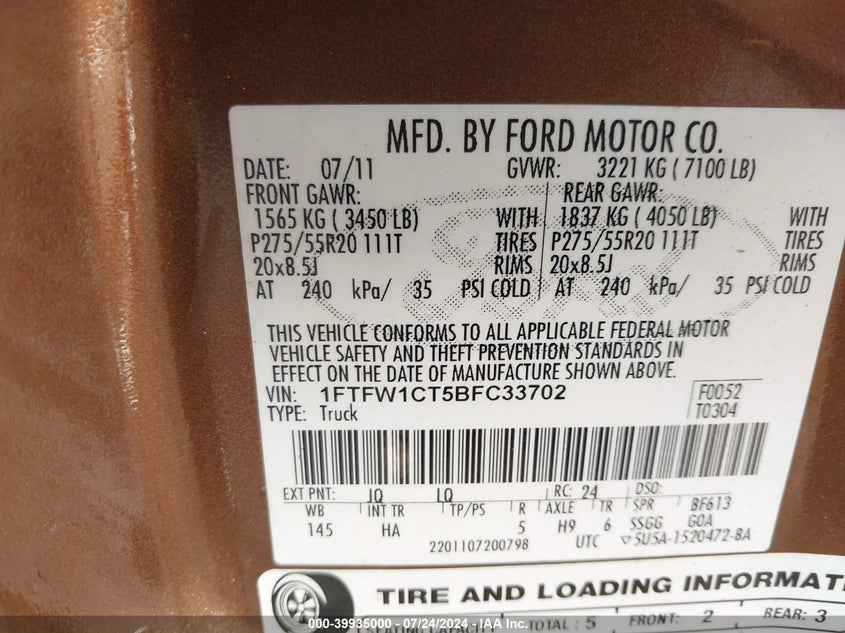 MFD. BY FORD MOTOR CO.
DATE: 07/11 GVWR: 3221 KG ( 7100 LB)
FRONT GAWR: REAR GAWR:
1565 KG ( 3450 LB) WITH 1837 KG ( 4050 LB) WITH
P275/55R20 111T TIRES P275/55R20 111T TIRES
20x8.5J RIMS 20x8.5J RIMS
AT 240 kPa/ 35 PSI COLD AT 240 kPa/ 35 PSI COLD
THIS VEHICLE CONFORMS TO ALL APPLICABLE FEDERAL MOTOR
VEHICLE SAFETY AND THEFT PREVENTION STANDARDS IN
EFFECT ON THE DATE OF MANUFACTURE SHOWN ABOVE.
VIN: 1FTFW1CT5BFC33702 F0052
TYPE: Truck T0304
EXT PNT: JQ LQ RC: 24 DSO:
WB INT TR TP/PS R AXLE TR SPR BF613
145 HA 5 H9 6 SSGG GOA
2201107200798 UTC ▽5U5A-1520472-BA
TIRE AND LOADING INFORMATI
SEATING CAPACITY TOTAL: 5 FRONT: 2 REAR: 3
000-39935000 - 07/24/2024 - IAA Inc.